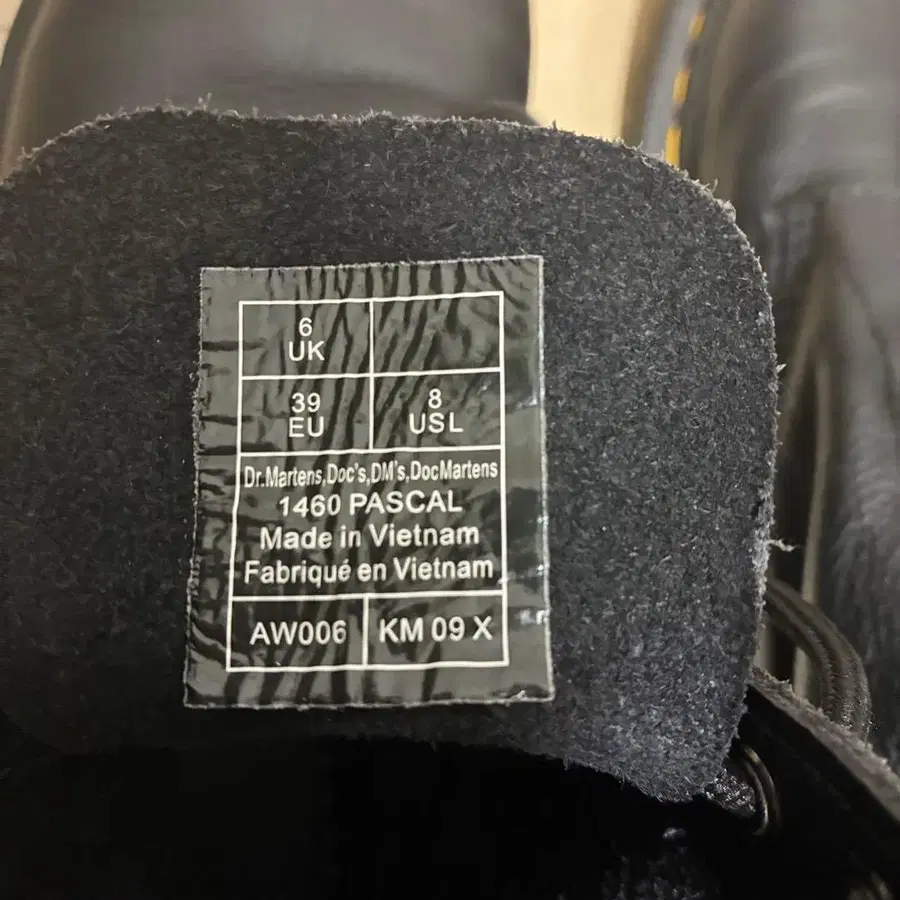 6
UK
39
EU
8
USL
Dr.Martens,Doc's,DM's,DocMartens
1460 PASCAL
Made in Vietnam
Fabriqué en Vietnam
AW006
KM 09 X